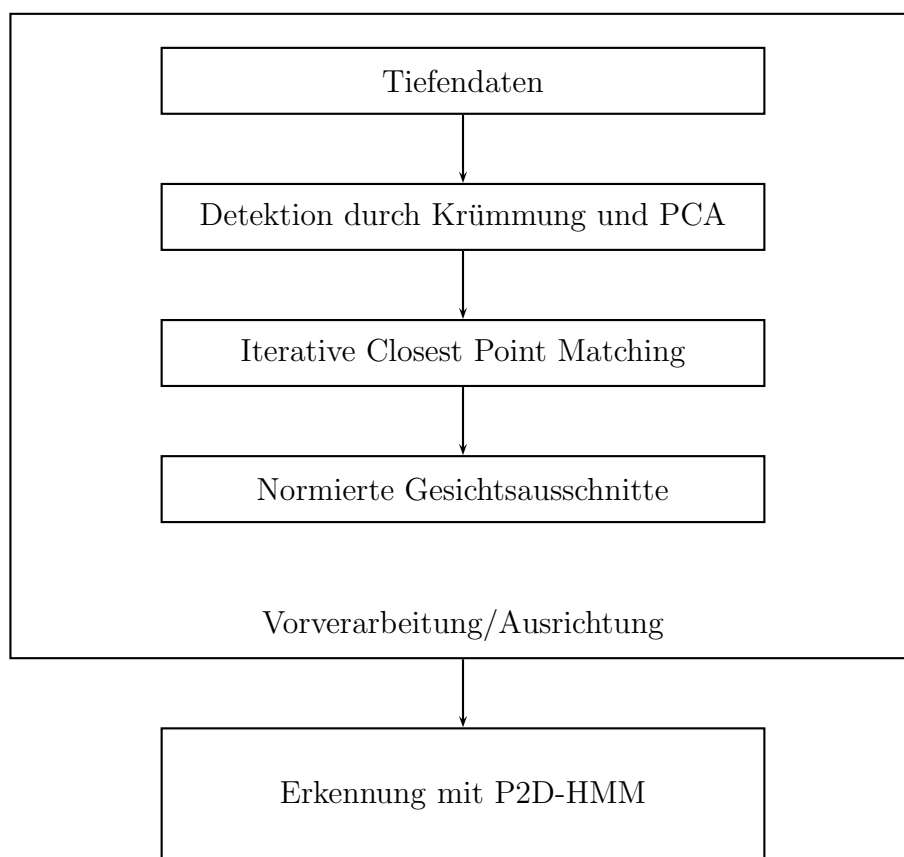 Tiefendaten
Detektion durch Krümmung und PCA
Iterative Closest Point Matching
Normierte Gesichtsausschnitte
Vorverarbeitung/Ausrichtung
Erkennung mit P2D-HMM